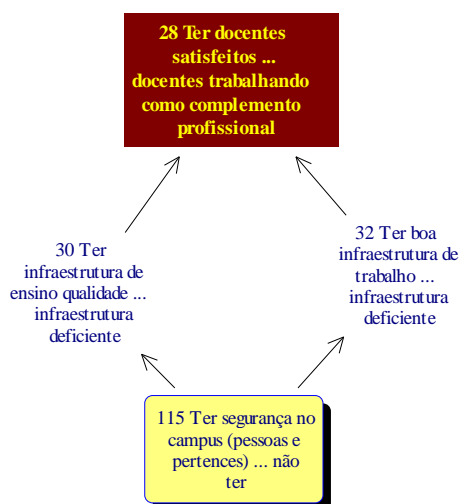 28 Ter docentes
satisfeitos ...
docentes trabalhando
como complemento
profissional
30 Ter
infraestrutura de
ensino qualidade ...
infraestrutura
deficiente
32 Ter boa
infraestrutura de
trabalho ...
infraestrutura
deficiente
115 Ter segurança no
campus (pessoas e
pertences) ... não
ter